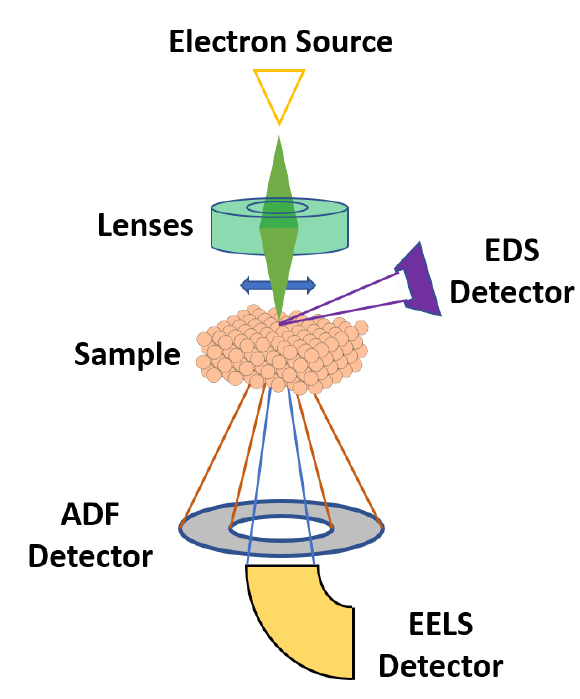 Electron Source
Lenses
EDS
Detector
Sample
ADF
Detector
EELS
Detector